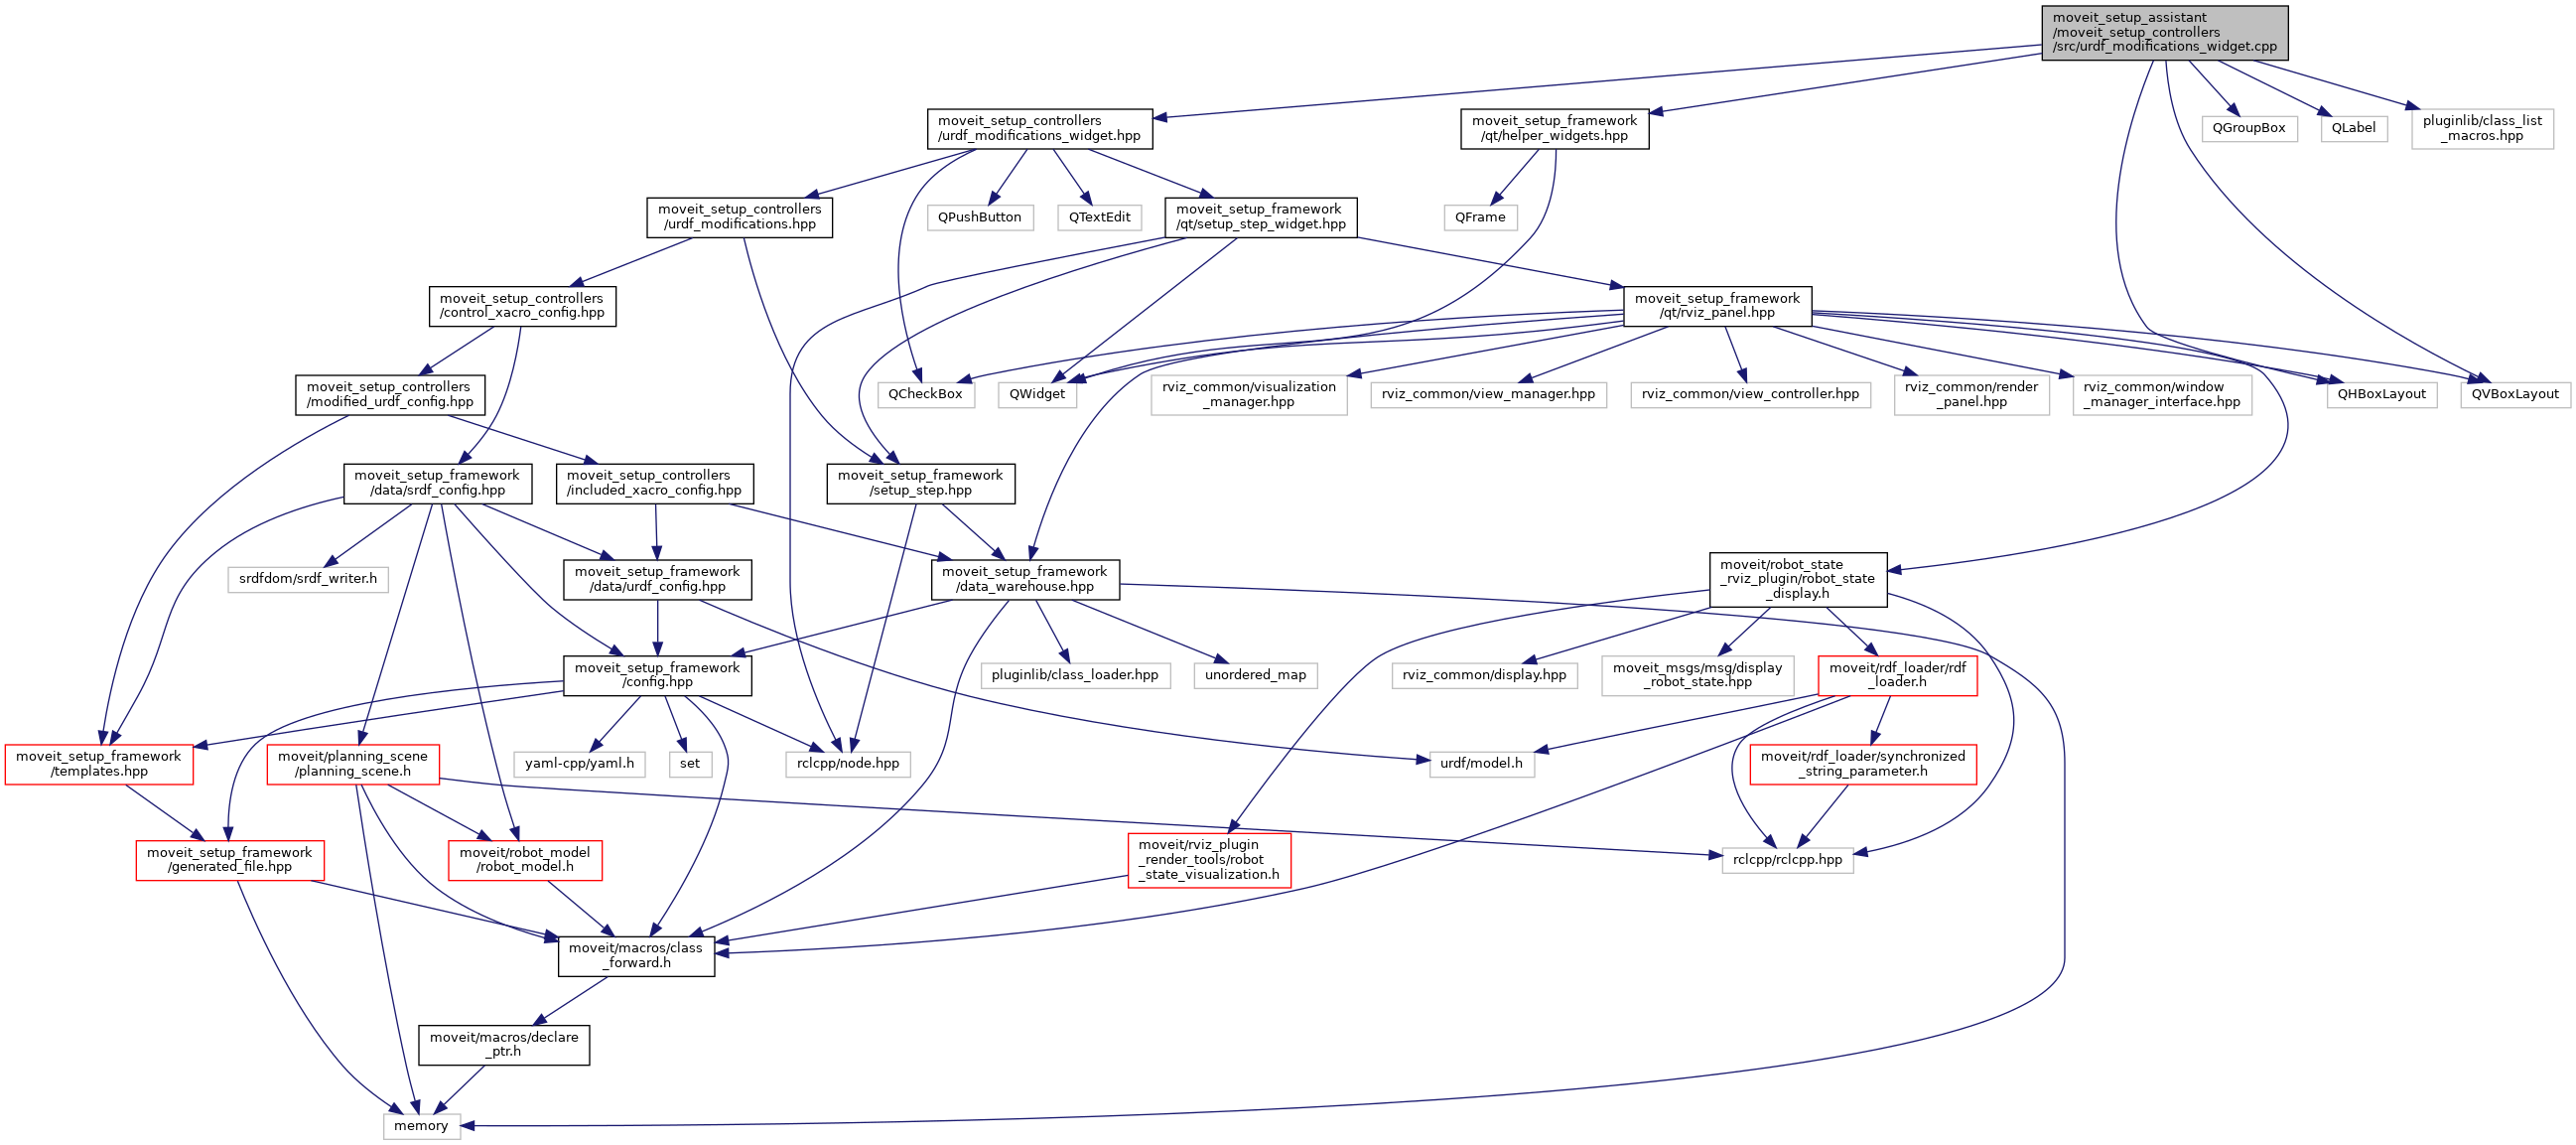 moveit_setup_assistant
/moveit_setup_controllers
/src/urdf_modifications_widget.cpp
moveit_setup_controllers
/urdf_modifications_widget.hpp
moveit_setup_framework
/qt/helper_widgets.hpp
QGroupBox
QLabel
pluginlib/class_list
_macros.hpp
moveit_setup_controllers
/urdf_modifications.hpp
QPushButton
QTextEdit
moveit_setup_framework
/qt/setup_step_widget.hpp
QFrame
moveit_setup_controllers
/control_xacro_config.hpp
moveit_setup_framework
/qt/rviz_panel.hpp
moveit_setup_controllers
/modified_urdf_config.hpp
QCheckBox
QWidget
rviz_common/visualization
_manager.hpp
rviz_common/view_manager.hpp
rviz_common/view_controller.hpp
rviz_common/render
_panel.hpp
rviz_common/window
_manager_interface.hpp
QHBoxLayout
QVBoxLayout
moveit_setup_framework
/data/srdf_config.hpp
moveit_setup_controllers
/included_xacro_config.hpp
moveit_setup_framework
/setup_step.hpp
srdfdom/srdf_writer.h
moveit_setup_framework
/data/urdf_config.hpp
moveit_setup_framework
/data_warehouse.hpp
moveit/robot_state
_rviz_plugin/robot_state
_display.h
moveit_setup_framework
/config.hpp
pluginlib/class_loader.hpp
unordered_map
rviz_common/display.hpp
moveit_msgs/msg/display
_robot_state.hpp
moveit/rdf_loader/rdf
_loader.h
moveit_setup_framework
/templates.hpp
moveit/planning_scene
/planning_scene.h
yaml-cpp/yaml.h
set
rclcpp/node.hpp
urdf/model.h
moveit/rdf_loader/synchronized
_string_parameter.h
moveit_setup_framework
/generated_file.hpp
moveit/robot_model
/robot_model.h
moveit/rviz_plugin
_render_tools/robot
_state_visualization.h
rclcpp/rclcpp.hpp
moveit/macros/class
_forward.h
moveit/macros/declare
_ptr.h
memory